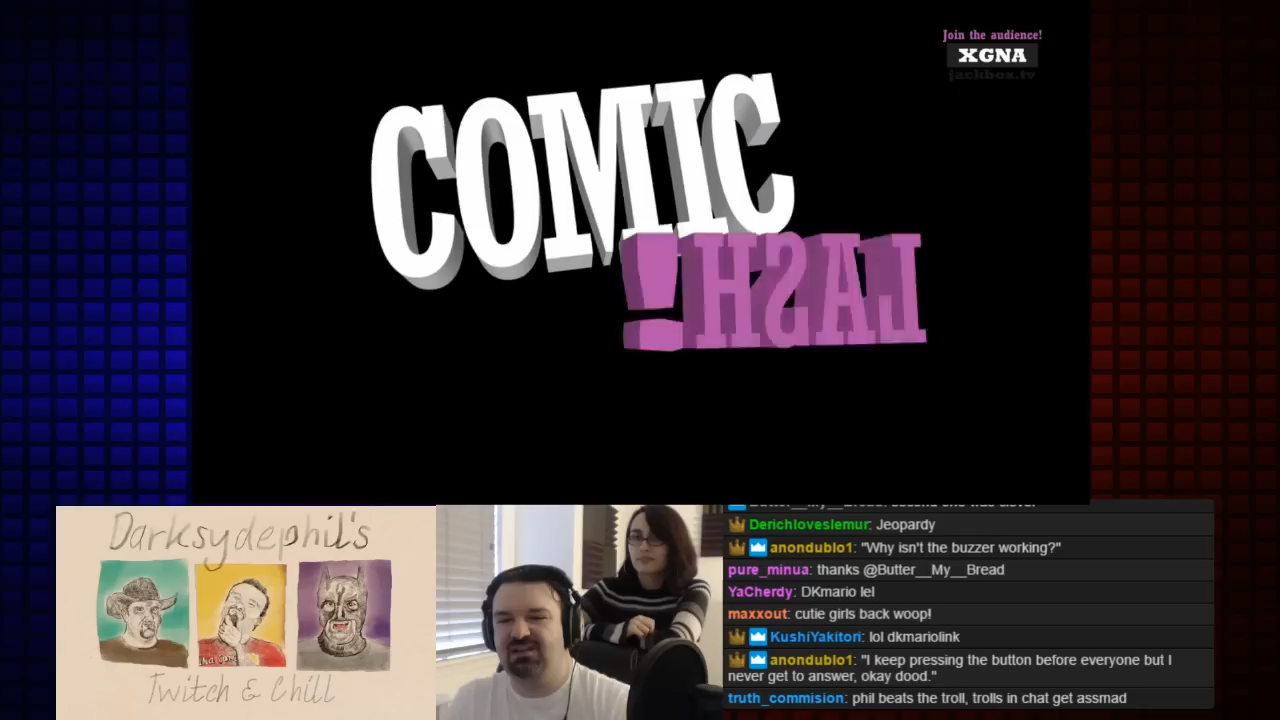 Join the audience!
XGNA
jackbox.tv
COMIC
LASH!
Darksydephil's
Twitch & Chill
Derichloveslemur: Jeopardy
anondublo1: "Why isn't the buzzer working?"
pure_minua: thanks @Butter__My__Bread
YaCherdy: DKmario lel
maxxout: cutie girls back woop!
KushiYakitori: lol dkmariolink
anondublo1: "I keep pressing the button before everyone but I
never get to answer, okay dood."
truth_commision: phil beats the troll, trolls in chat get assmad